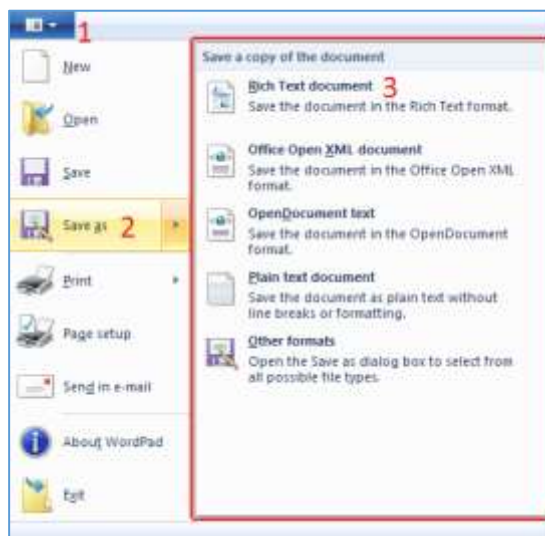 1
New
Open
Save
Save as 2
Print
Page setup
Send in e-mail
About WordPad
Exit
Save a copy of the document
Rich Text document 3
Save the document in the Rich Text format.
Office Open XML document
Save the document in the Office Open XML
format.
OpenDocument text
Save the document in the OpenDocument
format.
Plain text document
Save the document as plain text without
line breaks or formatting.
Other formats
Open the Save as dialog box to select from
all possible file types.